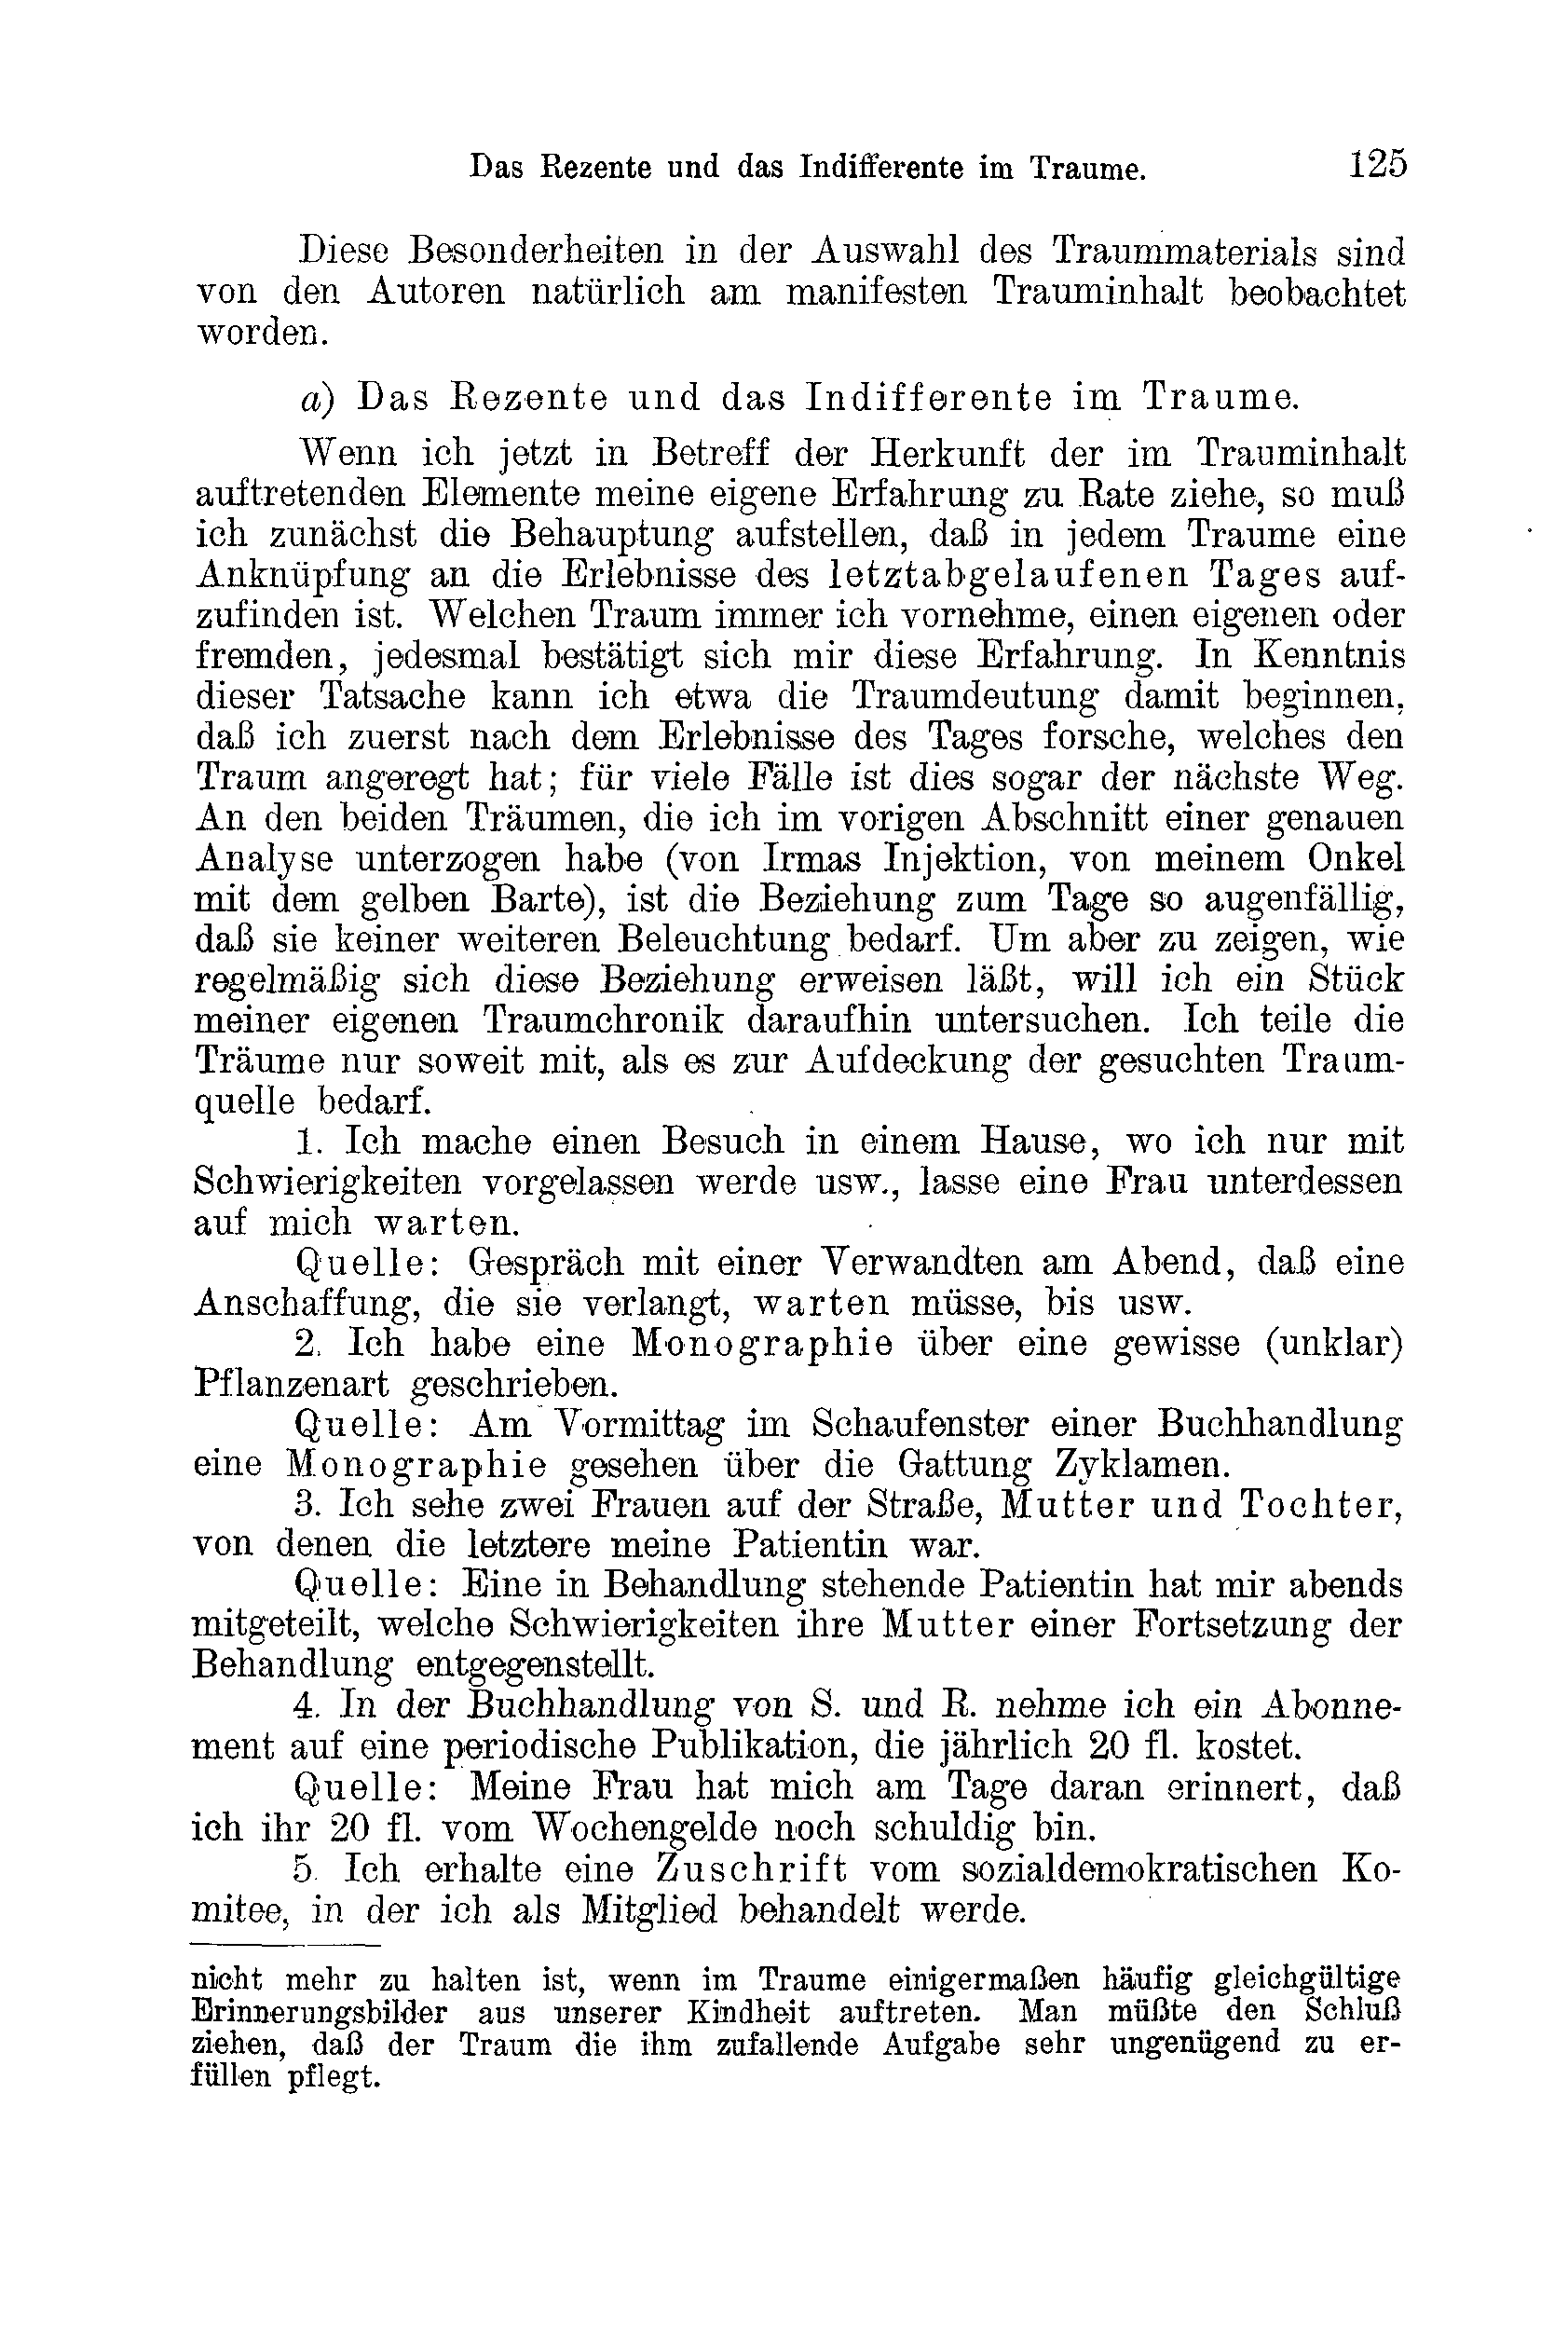 Das Rezente und das Indifferente im Traume. 125
Diese Besonderheiten in der Auswahl des Traummaterials sind
von den Autoren natürlich am manifesten Trauminhalt beobachtet
worden.
a) Das Rezente und das Indifferente im Traume.
Wenn ich jetzt in Betreff der Herkunft der im Trauminhalt
auftretenden Elemente meine eigene Erfahrung zu Rate ziehe, so muß
ich zunächst die Behauptung aufstellen, daß in jedem Traume eine
Anknüpfung an die Erlebnisse des letztabgelaufenen Tages auf-
zufinden ist. Welchen Traum immer ich vornehme, einen eigenen oder
fremden, jedesmal bestätigt sich mir diese Erfahrung. In Kenntnis
dieser Tatsache kann ich etwa die Traumdeutung damit beginnen,
daß ich zuerst nach dem Erlebnisse des Tages forsche, welches den
Traum angeregt hat; für viele Fälle ist dies sogar der nächste Weg.
An den beiden Träumen, die ich im vorigen Abschnitt einer genauen
Analyse unterzogen habe (von Irmas Injektion, von meinem Onkel
mit dem gelben Barte), ist die Beziehung zum Tage so augenfällig,
daß sie keiner weiteren Beleuchtung bedarf. Um aber zu zeigen, wie
regelmäßig sich diese Beziehung erweisen läßt, will ich ein Stück
meiner eigenen Traumchronik daraufhin untersuchen. Ich teile die
Träume nur soweit mit, als es zur Aufdeckung der gesuchten Traum-
quelle bedarf.
1. Ich mache einen Besuch in einem Hause, wo ich nur mit
Schwierigkeiten vorgelassen werde usw., lasse eine Frau unterdessen
auf mich warten.
Quelle: Gespräch mit einer Verwandten am Abend, daß eine
Anschaffung, die sie verlangt, warten müsse, bis usw.
2. Ich habe eine Monographie über eine gewisse (unklar)
Pflanzenart geschrieben.
Quelle: Am Vormittag im Schaufenster einer Buchhandlung
eine Monographie gesehen über die Gattung Zyklamen.
3. Ich sehe zwei Frauen auf der Straße, Mutter und Tochter,
von denen die letztere meine Patientin war.
Quelle: Eine in Behandlung stehende Patientin hat mir abends
mitgeteilt, welche Schwierigkeiten ihre Mutter einer Fortsetzung der
Behandlung entgegenstellt.
4. In der Buchhandlung von S. und R. nehme ich ein Abonne-
ment auf eine periodische Publikation, die jährlich 20 fl. kostet.
Quelle: Meine Frau hat mich am Tage daran erinnert, daß
ich ihr 20 fl. vom Wochengelde noch schuldig bin.
5. Ich erhalte eine Zuschrift vom sozialdemokratischen Ko-
mitee, in der ich als Mitglied behandelt werde.
nicht mehr zu halten ist, wenn im Traume einigermaßen häufig gleichgültige
Erinnerungsbilder aus unserer Kindheit auftreten. Man müßte den Schluß
ziehen, daß der Traum die ihm zufallende Aufgabe sehr ungenügend zu er-
füllen pflegt.